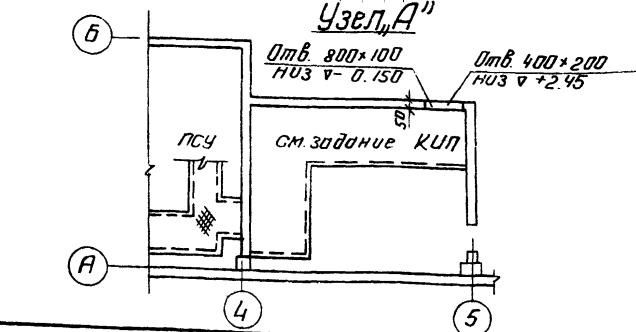 Узел „А"
Б
Отв. 800×100
низ ▽ - 0.150
Отв. 400×200
низ ▽ +2.45
50
ПСУ
см. задание КИП
А
4
5